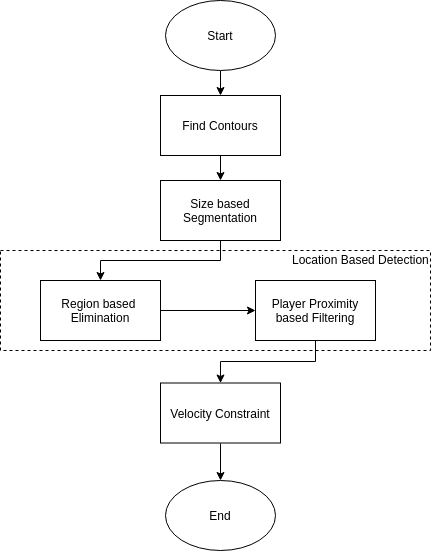 Start
Find Contours
Size based
Segmentation
Location Based Detection
Region based
Elimination
Player Proximity
based Filtering
Velocity Constraint
End